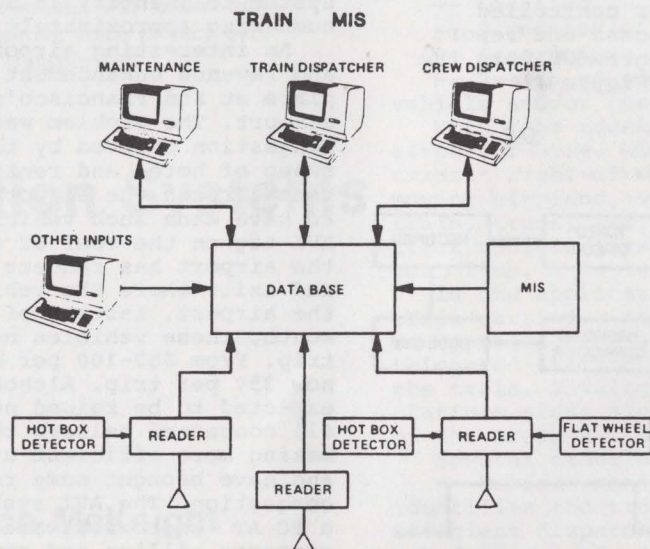 TRAIN MIS
MAINTENANCE
TRAIN DISPATCHER
CREW DISPATCHER
OTHER INPUTS
DATA BASE
MIS
HOT BOX
DETECTOR
READER
HOT BOX
DETECTOR
READER
FLAT WHEEL
DETECTOR
READER